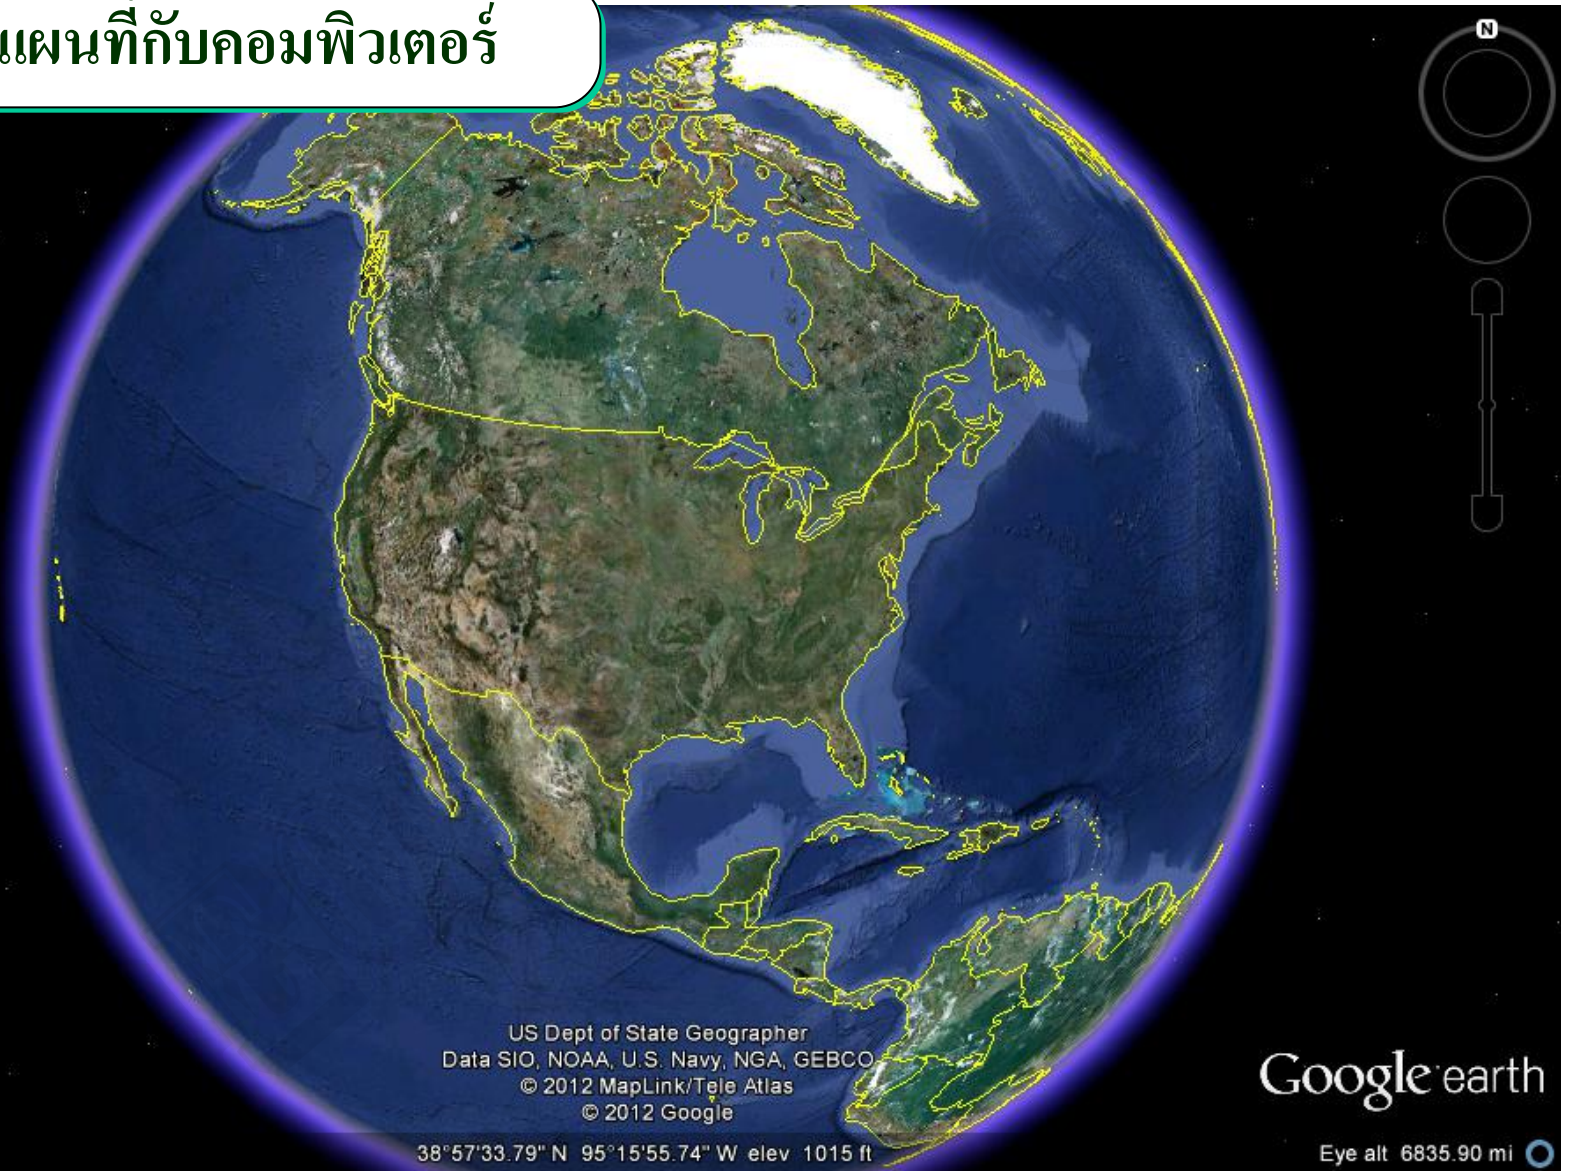 แผนที่กับคอมพิวเตอร์
N
US Dept of State Geographer
Data SIO, NOAA, U.S. Navy, NGA, GEBCO
© 2012 MapLink/Tele Atlas
© 2012 Google
Google earth
38°57'33.79" N 95°15'55.74" W elev 1015 ft
Eye alt 6835.90 mi